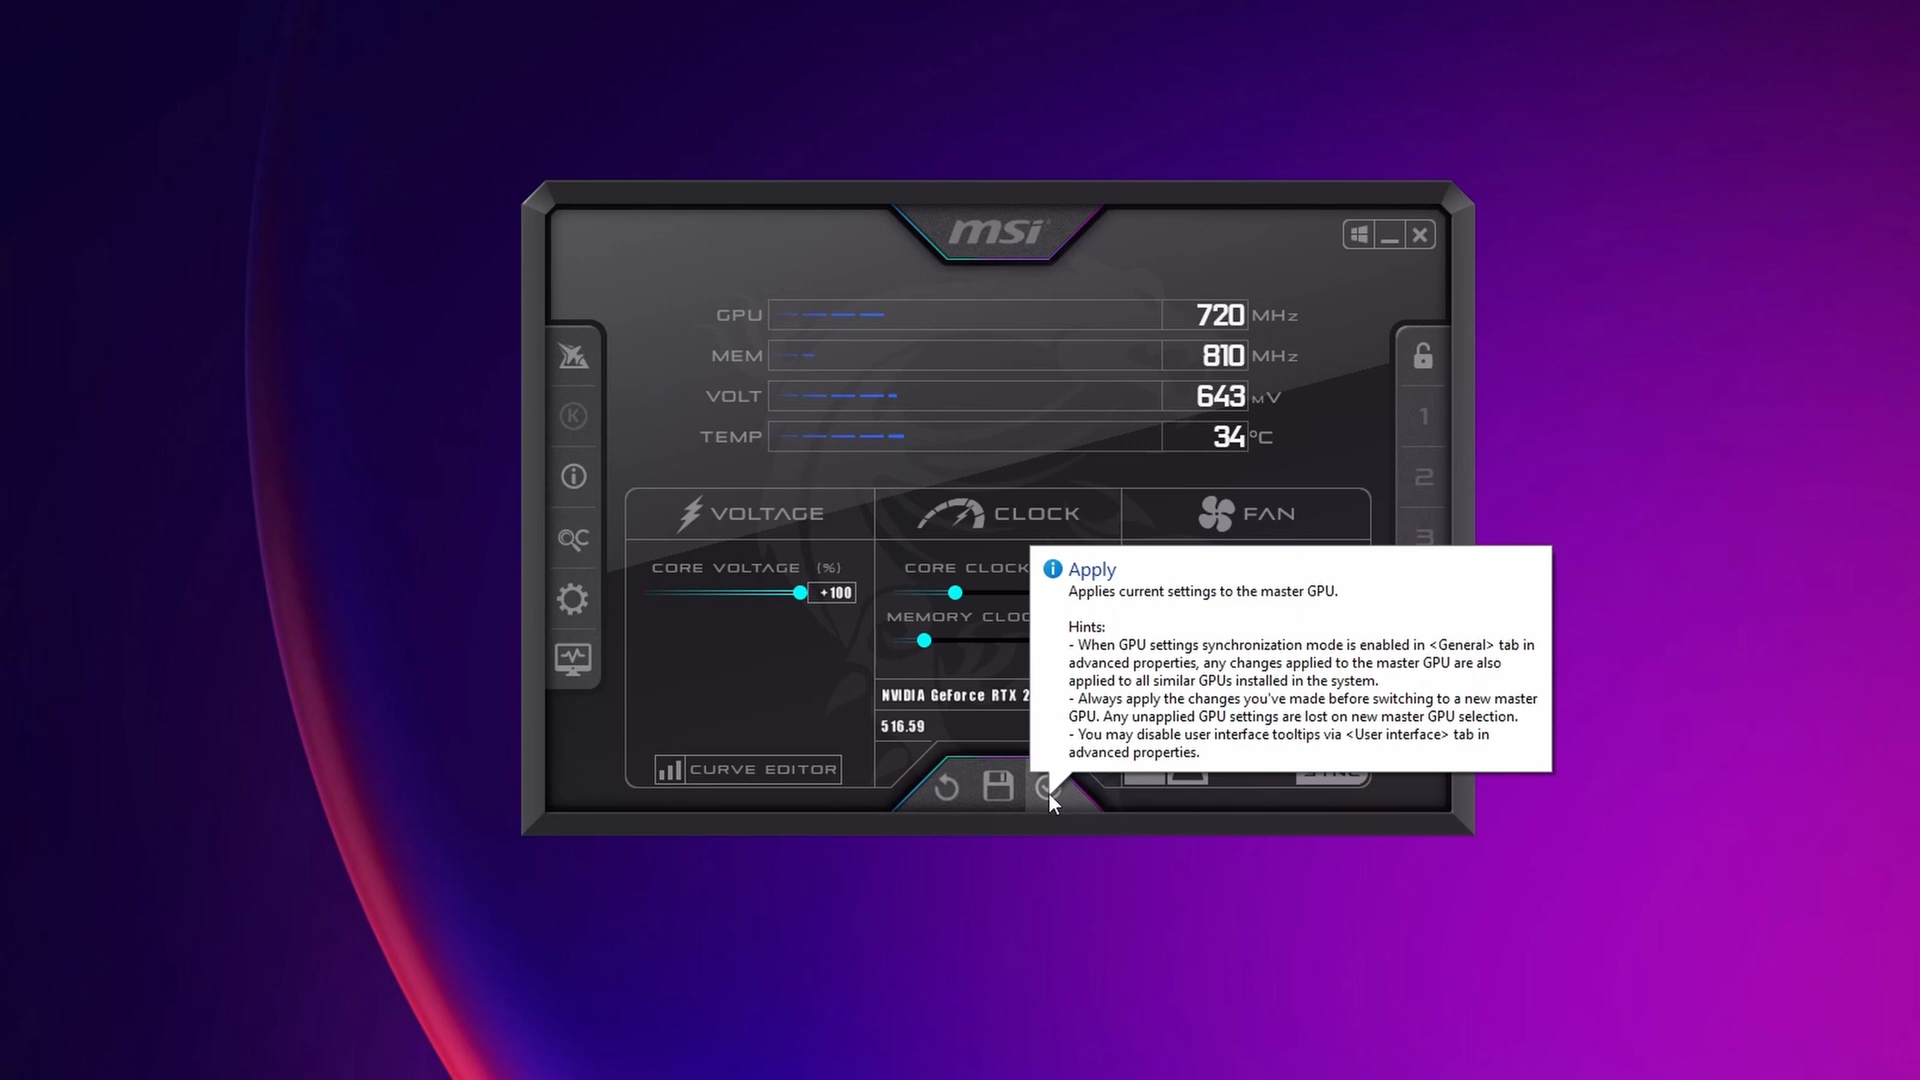 msi
GPU 720 MHz
MEM 810 MHz
VOLT 643 MV
TEMP 34 °C
K
1
2
3
VOLTAGE
CLOCK
FAN
CORE VOLTAGE (%)
+100
CORE CLOCK
MEMORY CLOC
NVIDIA GeForce RTX 2
516.59
CURVE EDITOR
Apply
Applies current settings to the master GPU.
Hints:
- When GPU settings synchronization mode is enabled in <General> tab in
advanced properties, any changes applied to the master GPU are also
applied to all similar GPUs installed in the system.
- Always apply the changes you've made before switching to a new master
GPU. Any unapplied GPU settings are lost on new master GPU selection.
- You may disable user interface tooltips via <User interface> tab in
advanced properties.